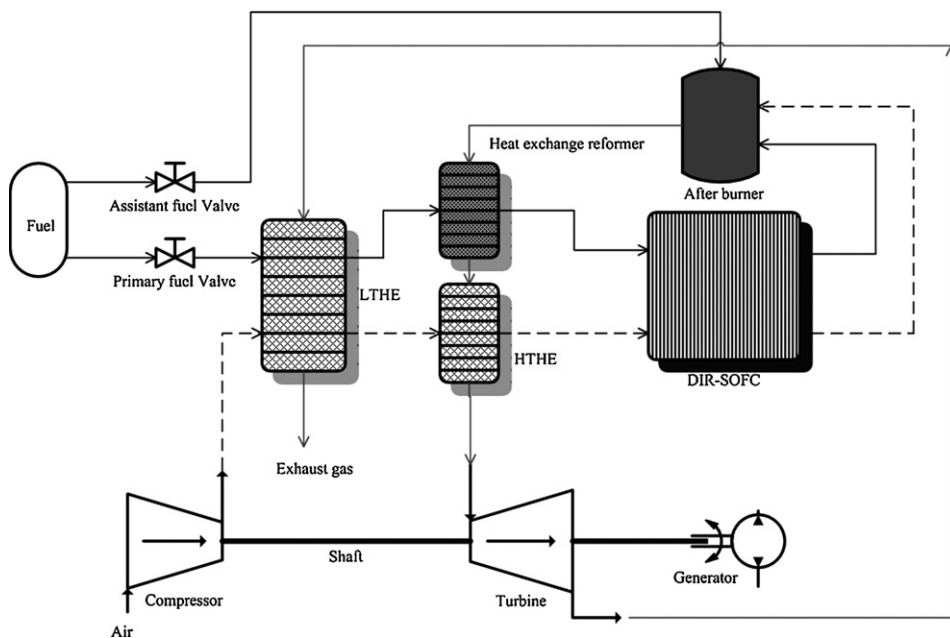 Heat exchange reformer
After burner
Assistant fuel Valve
Fuel
Primary fuel Valve
LTHE
HTHE
DIR-SOFC
Exhaust gas
Shaft
Generator
Compressor
Turbine
Air